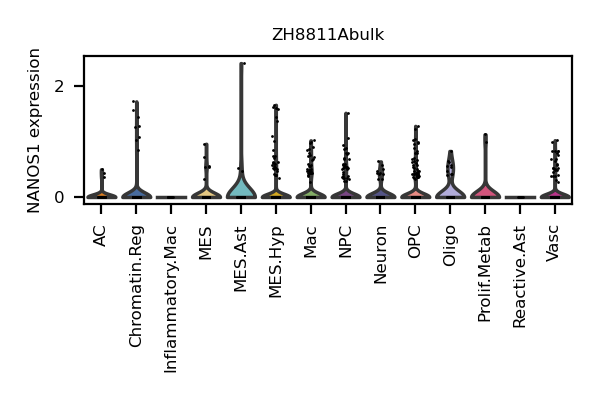 ZH8811Abulk
NANOS1 expression
2
0
AC
Chromatin.Reg
Inflammatory.Mac
MES
MES.Ast
MES.Hyp
Mac
NPC
Neuron
OPC
Oligo
Prolif.Metab
Reactive.Ast
Vasc